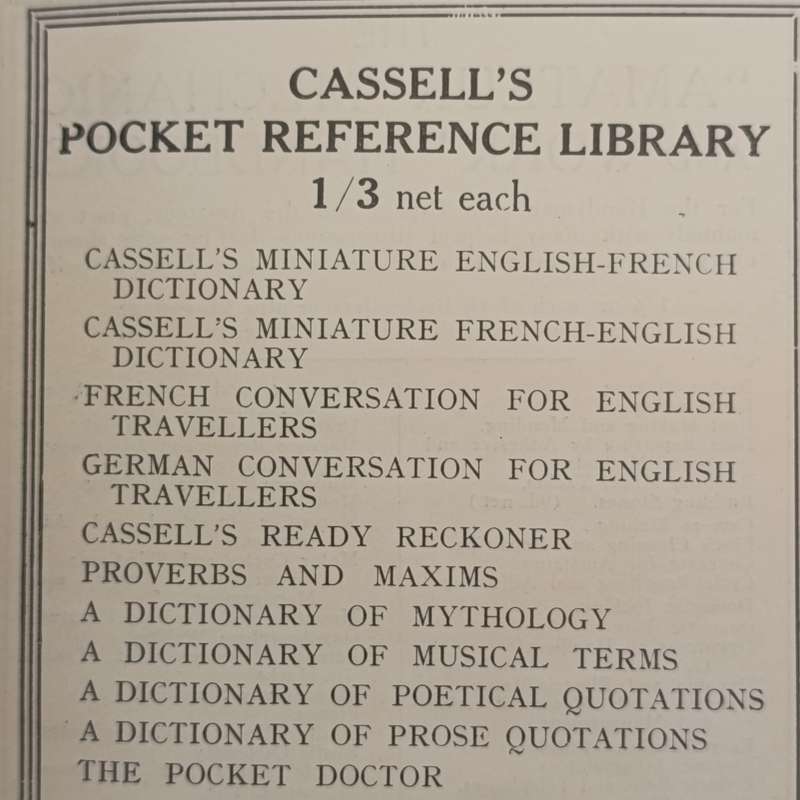 CASSELL'S
POCKET REFERENCE LIBRARY
1/3 net each
CASSELL'S MINIATURE ENGLISH-FRENCH
DICTIONARY
CASSELL'S MINIATURE FRENCH-ENGLISH
DICTIONARY
FRENCH CONVERSATION FOR ENGLISH
TRAVELLERS
GERMAN CONVERSATION FOR ENGLISH
TRAVELLERS
CASSELL'S READY RECKONER
PROVERBS AND MAXIMS
A DICTIONARY OF MYTHOLOGY
A DICTIONARY OF MUSICAL TERMS
A DICTIONARY OF POETICAL QUOTATIONS
A DICTIONARY OF PROSE QUOTATIONS
THE POCKET DOCTOR